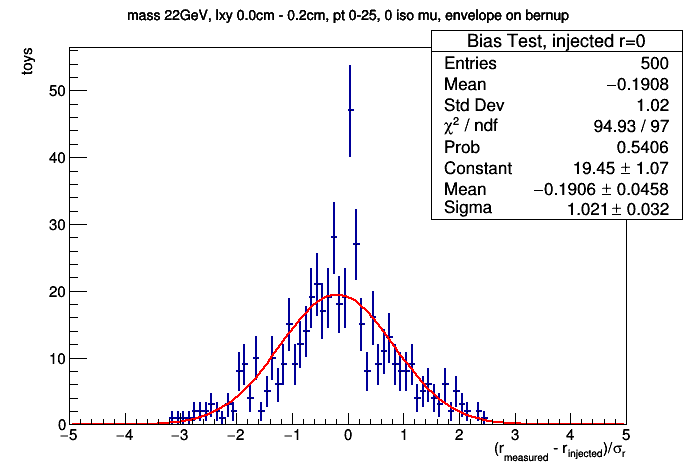 mass 22GeV, lxy 0.0cm - 0.2cm, pt 0-25, 0 iso mu, envelope on bernup
Bias Test, injected r=0
Entries 500
Mean −0.1908
Std Dev 1.02
χ² / ndf 94.93 / 97
Prob 0.5406
Constant 19.45 ± 1.07
Mean −0.1906 ± 0.0458
Sigma 1.021 ± 0.032
toys
50
40
30
20
10
0
−5 −4 −3 −2 −1 0 1 2 3 4 5
(r_measured - r_injected)/σ_r